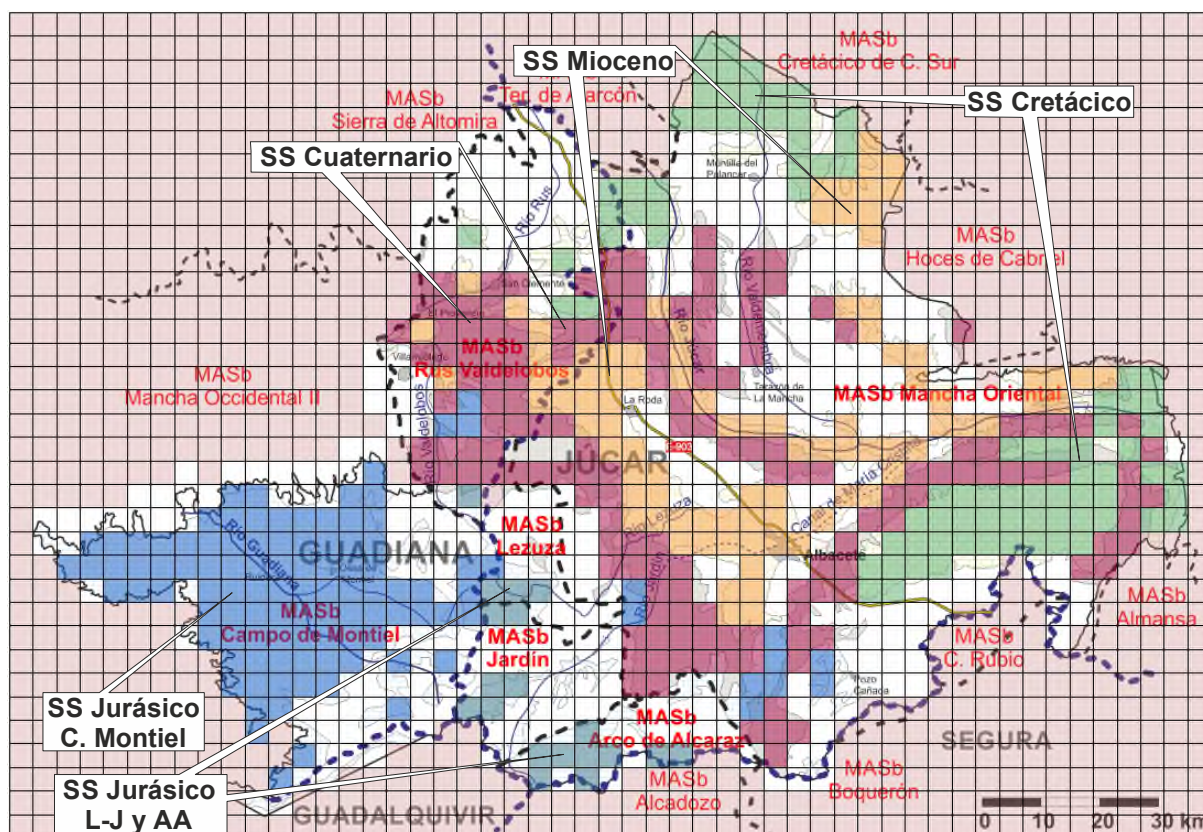 MASb
Cretácico de C. Sur
SS Mioceno
Ter. de Alarcón
SS Cretácico
MASb
Sierra de Altomira
SS Cuaternario
Motilla del
Palancar
Río Rus
MASb
Hoces de Cabriel
San Clemente
El Provencio
Río Valdemembra
Río Júcar
Villarrobledo
MASb
Rus Valdelobos
MASb
Mancha Occidental II
Río Valdelobos
La Roda
Tarazona de
La Mancha
MASb Mancha Oriental
JÚCAR
Canal de María Cristina
MASb
Lezuza
Río Lezuza
Río Guadiana
GUADIANA
Albacete
Río Jardín
MASb
Campo de Montiel
MASb
Jardín
MASb
Almansa
MASb
C. Rubio
Pozo
Cañada
SS Jurásico
C. Montiel
MASb
Arco de Alcaraz
SEGURA
SS Jurásico
L-J y AA
MASb
Alcadozo
MASb
Boquerón
GUADALQUIVIR
0 10 20 30 km